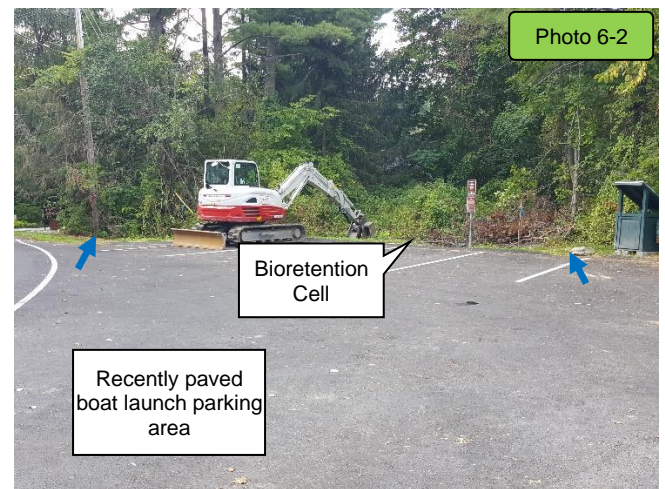 Photo 6-2
Bioretention
Cell
Recently paved
boat launch parking
area